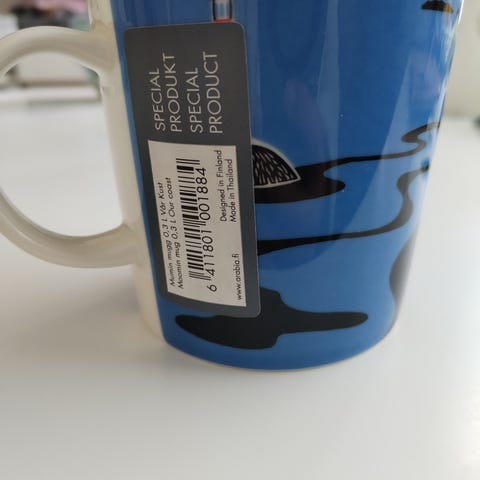 SPECIAL
PRODUKT
SPECIAL
PRODUCT
Mumin mugg 0,3 L Vår Kust
Moomin mug 0,3 L Our coast
6 411801 001884
Designed in Finland
Made in Thailand
www.arabia.fi